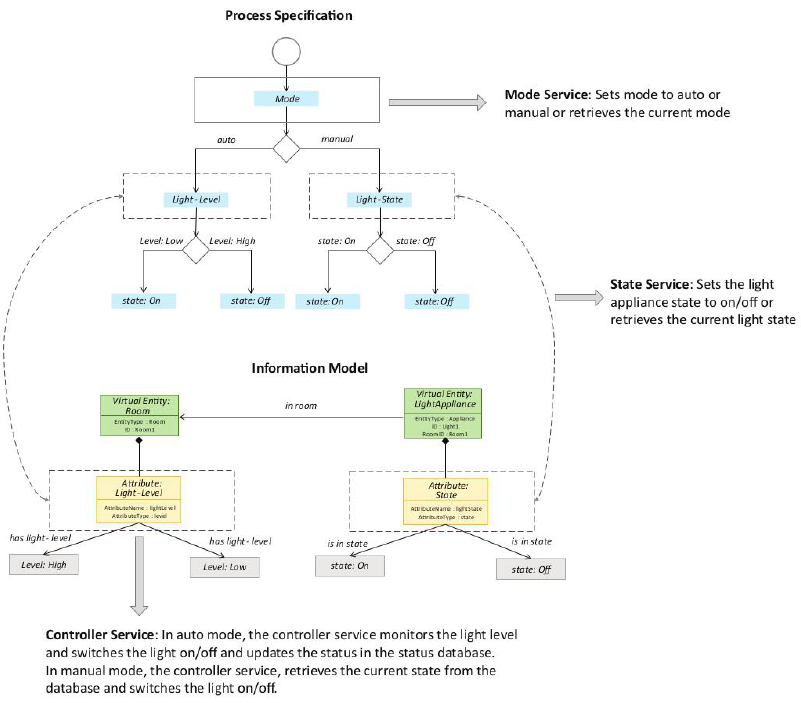 Process Specification
Mode
Mode Service: Sets mode to auto or
manual or retrieves the current mode
auto
manual
Light-Level
Light-State
Level: Low
Level: High
state: On
state: Off
state: On
state: Off
state:On
state:Off
State Service: Sets the light
appliance state to on/off or
retrieves the current light state
Information Model
Virtual Entity:
Room
EntityType : Room
ID : Room1
in room
Virtual Entity:
LightAppliance
EntityType : Appliance
ID : Light1
RoomID : Room1
Attribute:
Light-Level
AttributeName : lightLevel
AttributeType : level
Attribute:
State
AttributeName : lightState
AttributeType : state
has light-level
has light-level
is in state
is in state
Level: High
Level: Low
state: On
state: Off
Controller Service: In auto mode, the controller service monitors the light level
and switches the light on/off and updates the status in the status database.
In manual mode, the controller service, retrieves the current state from the
database and switches the light on/off.